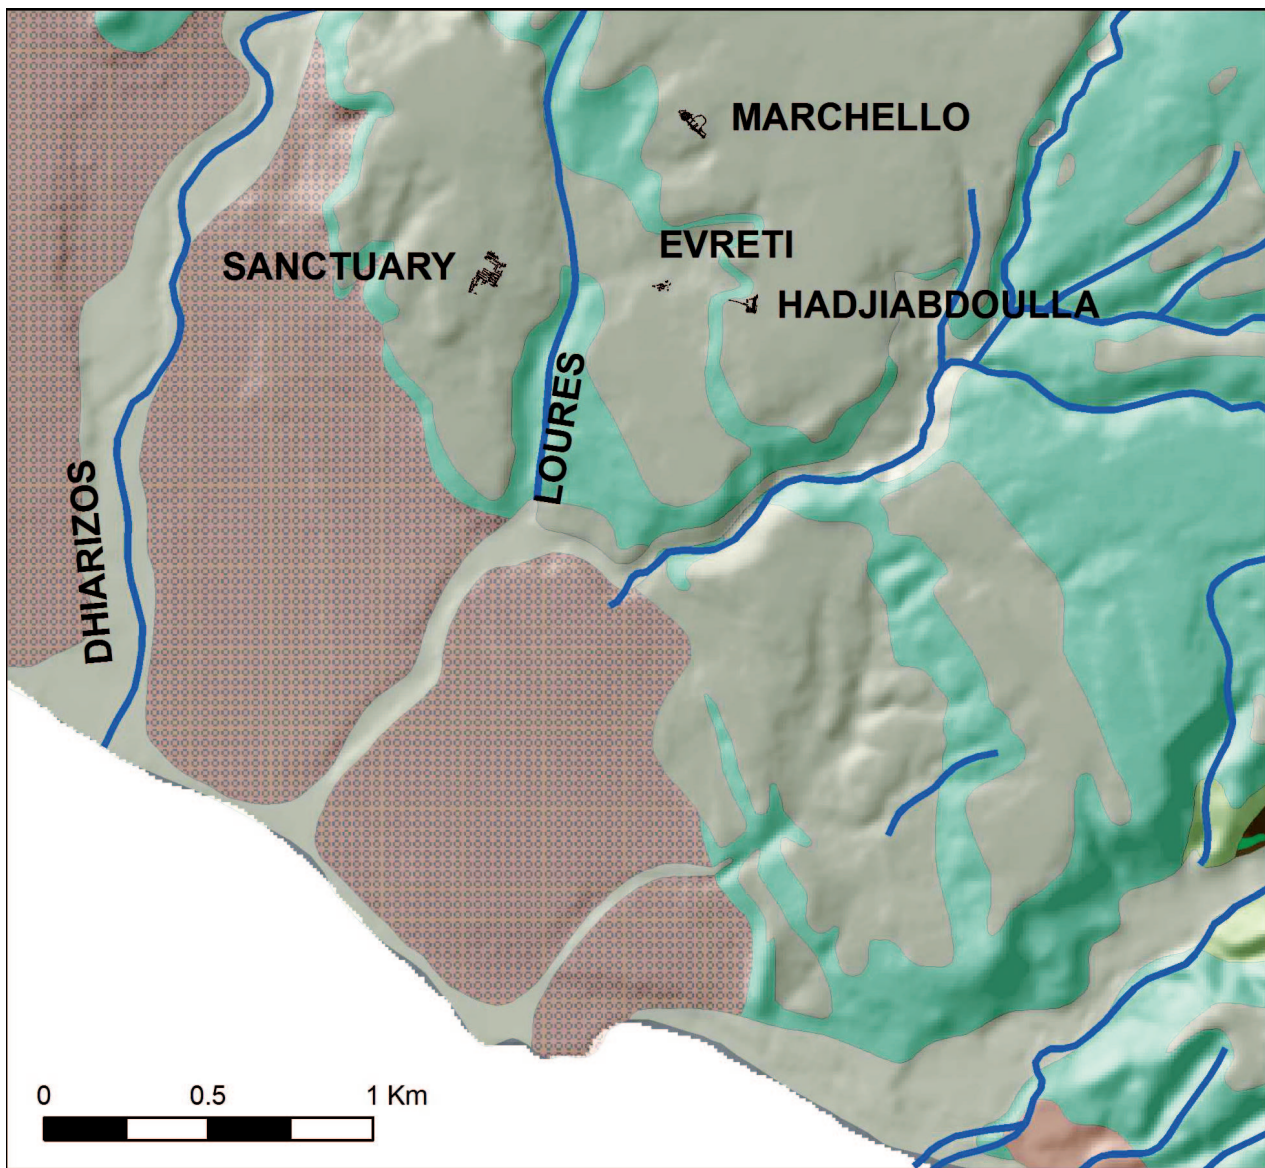 MARCHELLO
EVRETI
SANCTUARY
HADJIABDOULLA
LOURES
DHIARIZOS
0 0.5 1 Km